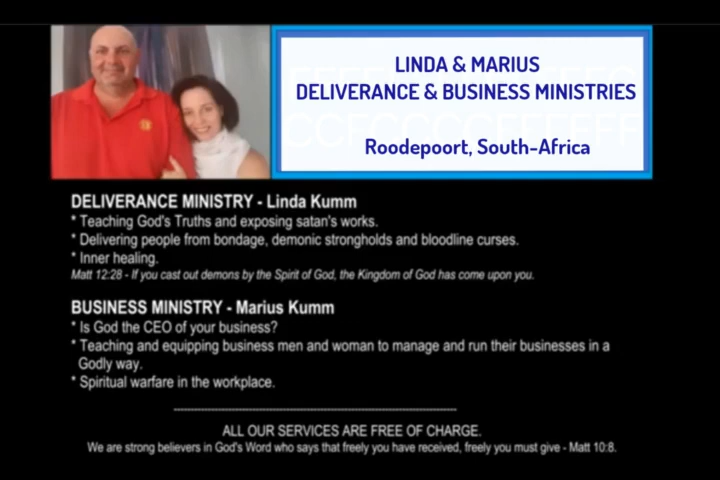 LINDA & MARIUS
DELIVERANCE & BUSINESS MINISTRIES
Roodepoort, South-Africa
DELIVERANCE MINISTRY - Linda Kumm
* Teaching God's Truths and exposing satan's works.
* Delivering people from bondage, demonic strongholds and bloodline curses.
* Inner healing.
Matt 12:28 - If you cast out demons by the Spirit of God, the Kingdom of God has come upon you.
BUSINESS MINISTRY - Marius Kumm
* Is God the CEO of your business?
* Teaching and equipping business men and woman to manage and run their businesses in a
Godly way.
* Spiritual warfare in the workplace.
ALL OUR SERVICES ARE FREE OF CHARGE.
We are strong believers in God's Word who says that freely you have received, freely you must give - Matt 10:8.